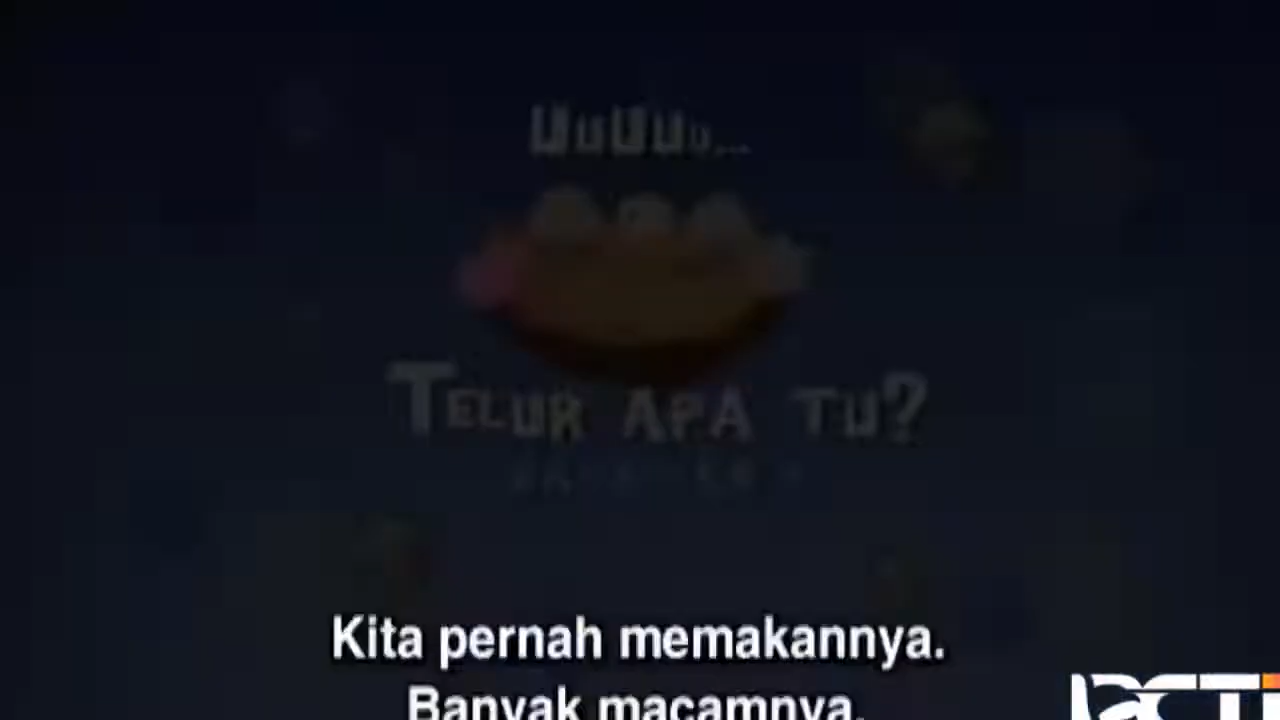 UuUUu...
TELUR APA TU?
Kita pernah memakannya.
Banyak macamnya.